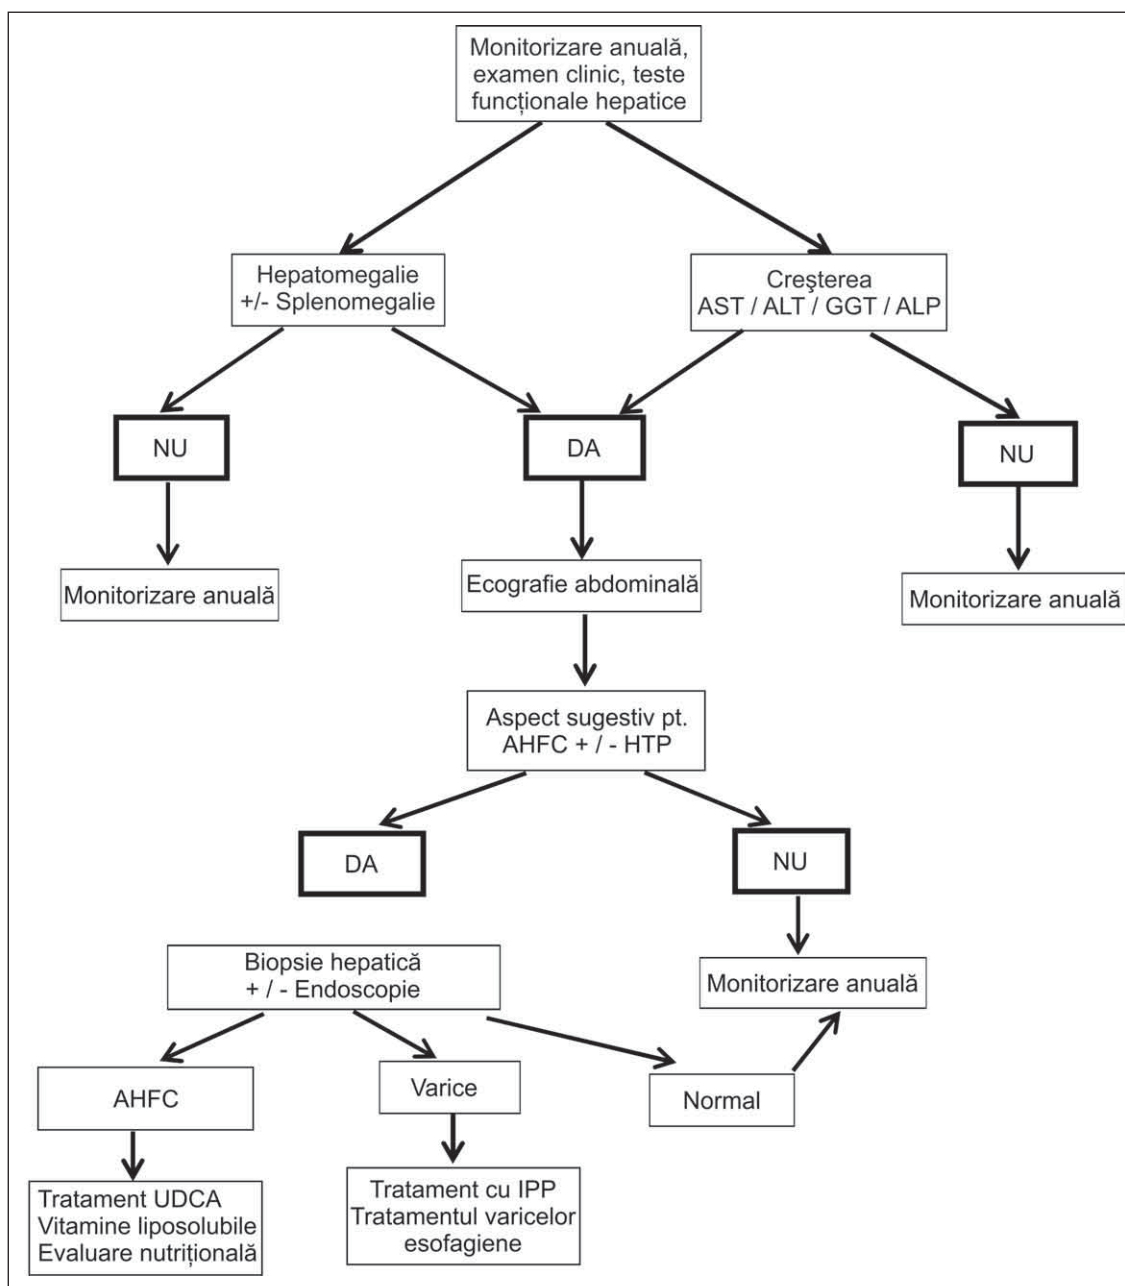 Monitorizare anuală,
examen clinic, teste
funcționale hepatice
Hepatomegalie
+/- Splenomegalie
Creşterea
AST / ALT / GGT / ALP
NU
DA
NU
Monitorizare anuală
Ecografie abdominală
Monitorizare anuală
Aspect sugestiv pt.
AHFC + / - HTP
DA
NU
Biopsie hepatică
+ / - Endoscopie
Monitorizare anuală
AHFC
Varice
Normal
Tratament UDCA
Vitamine liposolubile
Evaluare nutrițională
Tratament cu IPP
Tratamentul varicelor
esofagiene